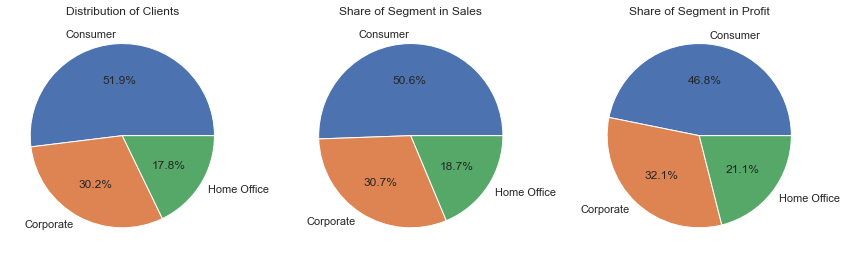 Distribution of Clients
Consumer
51.9%
17.8%
30.2%
Home Office
Corporate
Share of Segment in Sales
Consumer
50.6%
18.7%
30.7%
Home Office
Corporate
Share of Segment in Profit
Consumer
46.8%
21.1%
32.1%
Home Office
Corporate